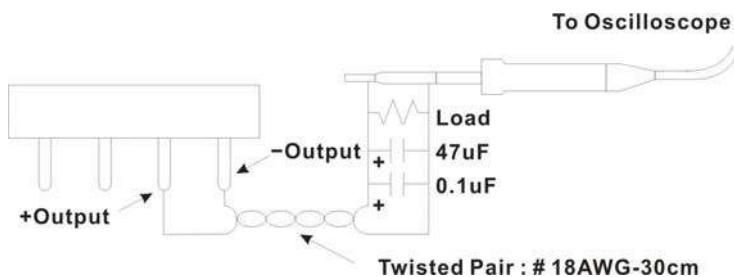 To Oscilloscope
Load
−Output
47uF
+
0.1uF
+
+Output
Twisted Pair : # 18AWG-30cm